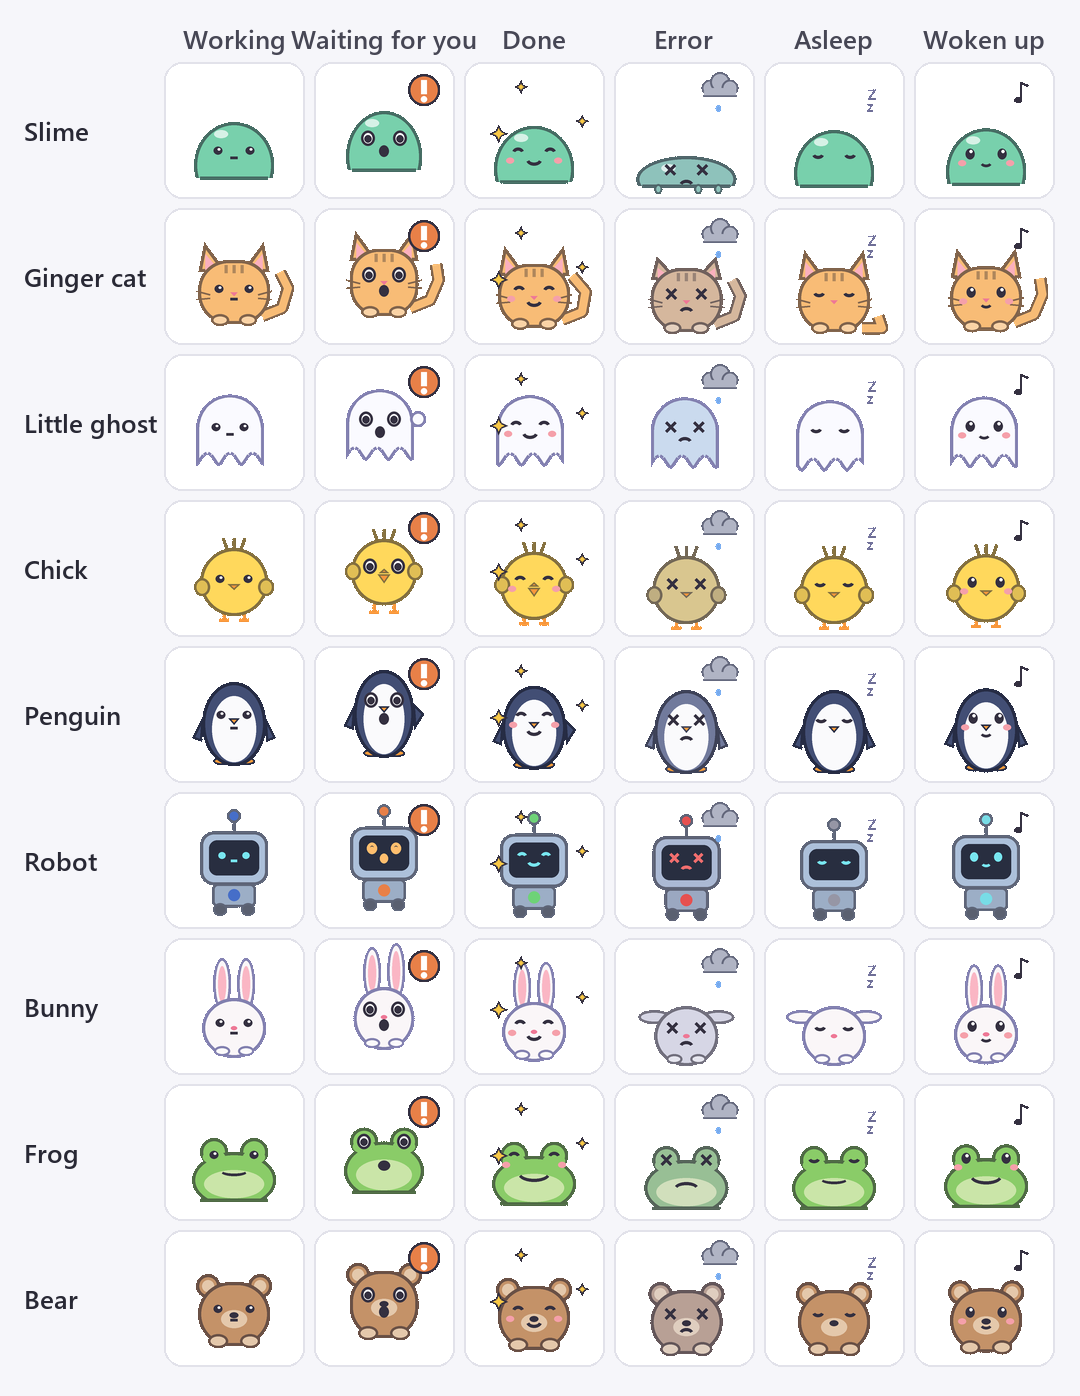 Working Waiting for you Done Error Asleep Woken up
Slime
! z
z
Ginger cat
! z
z
Little ghost
! z
z
Chick
! z
z
Penguin
! z
z
Robot
! z
z
Bunny
! z
z
Frog
! z
z
Bear
! z
z